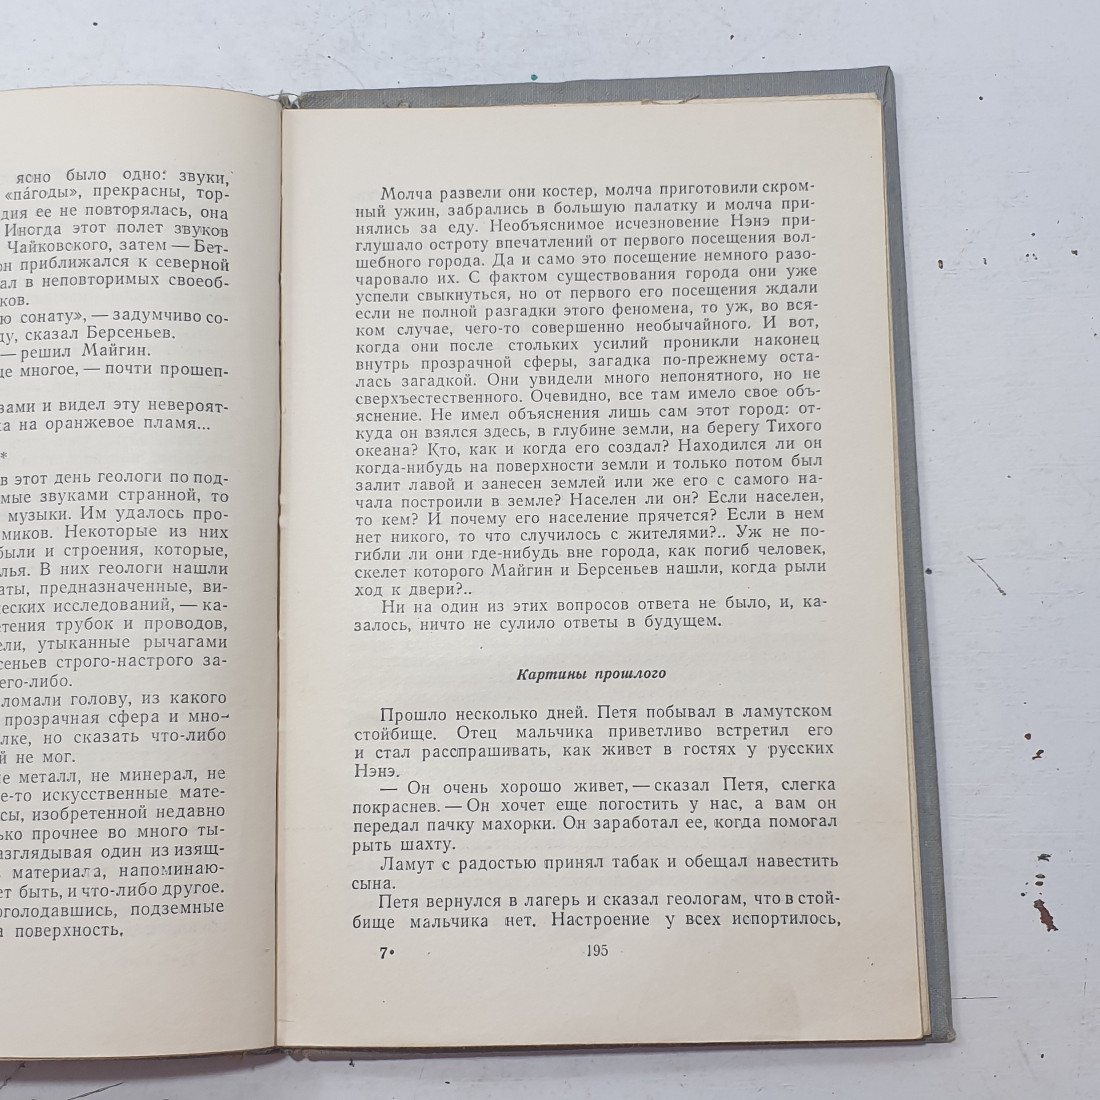 ясно было одно: звуки,
«па́годы», прекрасны, тор-
дия ее не повторялась, она
Иногда этот полет звуков
Чайковского, затем — Бет-
он приближался к северной
ал в неповторимых своеоб-
ков.
ю сонату», — задумчиво со-
ду, сказал Берсеньев.
— решил Майгин.
ще многое, — почти прошеп-
зами и видел эту невероят-
ка на оранжевое пламя...
*
в этот день геологи по под-
мые звуками странной, то
музыки. Им удалось про-
миков. Некоторые из них
были и строения, которые,
лья. В них геологи нашли
аты, предназначенные, ви-
ческих исследований, — ка-
етения трубок и проводов,
ели, утыканные рычагами
сеньев строго-настрого за-
его-либо.
ломали голову, из какого
прозрачная сфера и мно-
лке, но сказать что-либо
й не мог.
не металл, не минерал, не
е-то искусственные мате-
сы, изобретенной недавно
ько прочнее во много ты-
азглядывая один из изящ-
материала, напоминаю-
ет быть, и что-либо другое.
оголодавшись, подземные
а поверхность.
Молча развели они костер, молча приготовили скром-
ный ужин, забрались в большую палатку и молча при-
нялись за еду. Необъяснимое исчезновение Нэнэ при-
глушало остроту впечатлений от первого посещения вол-
шебного города. Да и само это посещение немного разо-
чаровало их. С фактом существования города они уже
успели свыкнуться, но от первого его посещения ждали
если не полной разгадки этого феномена, то уж, во вся-
ком случае, чего-то совершенно необычайного. И вот,
когда они после стольких усилий проникли наконец
внутрь прозрачной сферы, загадка по-прежнему оста-
лась загадкой. Они увидели много непонятного, но не
сверхъестественного. Очевидно, все там имело свое объ-
яснение. Не имел объяснения лишь сам этот город: от-
куда он взялся здесь, в глубине земли, на берегу Тихого
океана? Кто, как и когда его создал? Находился ли он
когда-нибудь на поверхности земли и только потом был
залит лавой и занесен землей или же его с самого на-
чала построили в земле? Населен ли он? Если населен,
то кем? И почему его население прячется? Если в нем
нет никого, то что случилось с жителями?.. Уж не по-
гибли ли они где-нибудь вне города, как погиб человек,
скелет которого Майгин и Берсеньев нашли, когда рыли
ход к двери?..
Ни на один из этих вопросов ответа не было, и, ка-
залось, ничто не сулило ответы в будущем.
Картины прошлого
Прошло несколько дней. Петя побывал в ламутском
стойбище. Отец мальчика приветливо встретил его
и стал расспрашивать, как живет в гостях у русских
Нэнэ.
— Он очень хорошо живет, — сказал Петя, слегка
покраснев. — Он хочет еще погостить у нас, а вам он
передал пачку махорки. Он заработал ее, когда помогал
рыть шахту.
Ламут с радостью принял табак и обещал навестить
сына.
Петя вернулся в лагерь и сказал геологам, что в стой-
бище мальчика нет. Настроение у всех испортилось,
7* 195